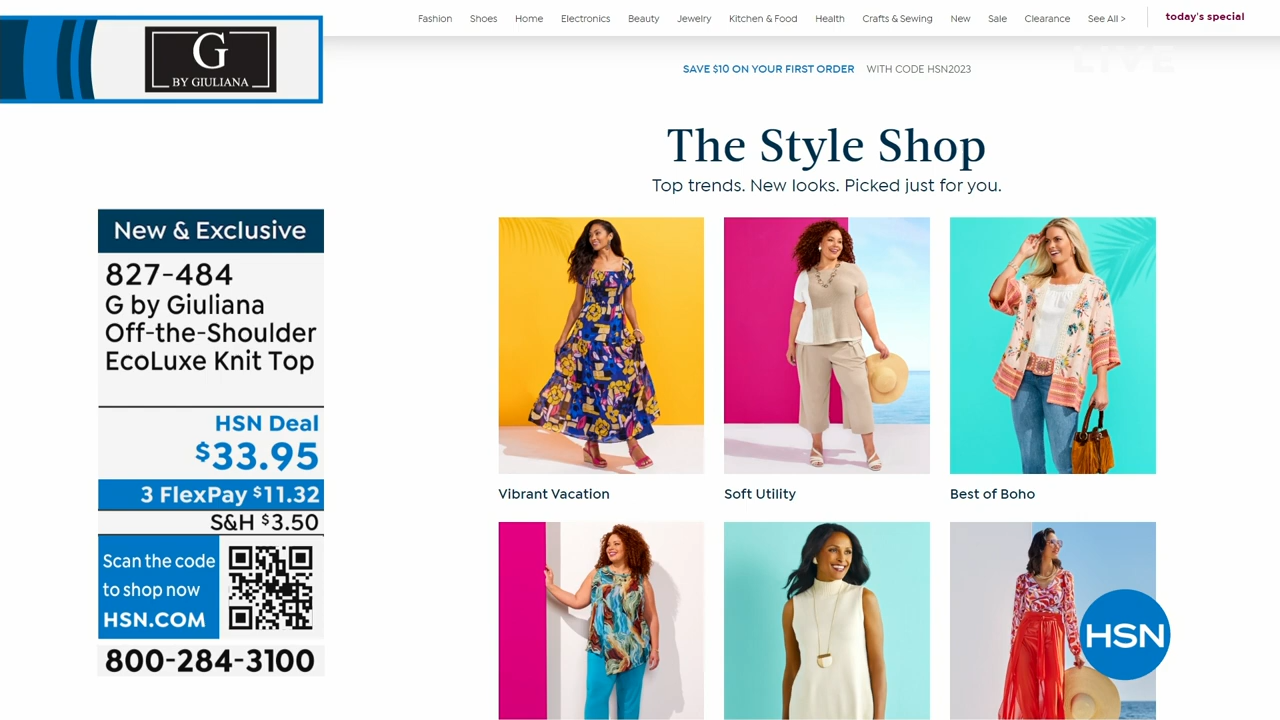 G
BY GIULIANA
Fashion Shoes Home Electronics Beauty Jewelry Kitchen & Food Health Crafts & Sewing New Sale Clearance See All > today's special
SAVE $10 ON YOUR FIRST ORDER WITH CODE HSN2023
LIVE
The Style Shop
Top trends. New looks. Picked just for you.
New & Exclusive
827-484
G by Giuliana
Off-the-Shoulder
EcoLuxe Knit Top
HSN Deal
$33.95
3 FlexPay $11.32
S&H $3.50
Scan the code
to shop now
HSN.COM
800-284-3100
Vibrant Vacation
Soft Utility
Best of Boho
HSN